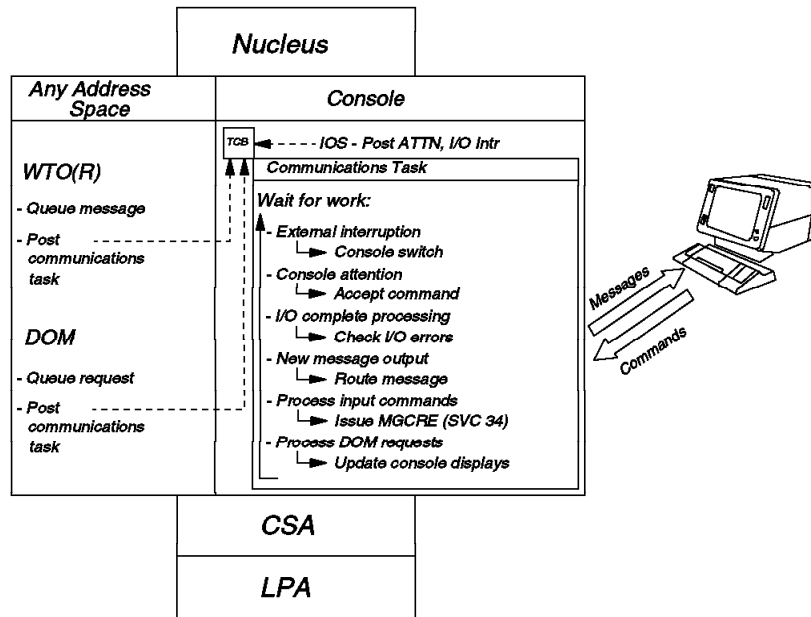 Nucleus
Any Address
Space
Console
TCB
IOS - Post ATTN, I/O Intr
WTO(R)
- Queue message
- Post
communications
task
DOM
- Queue request
- Post
communications
task
Communications Task
Wait for work:
- External interruption
Console switch
- Console attention
Accept command
- I/O complete processing
Check I/O errors
- New message output
Route message
- Process input commands
Issue MGCRE (SVC 34)
- Process DOM requests
Update console displays
Messages
Commands
CSA
LPA